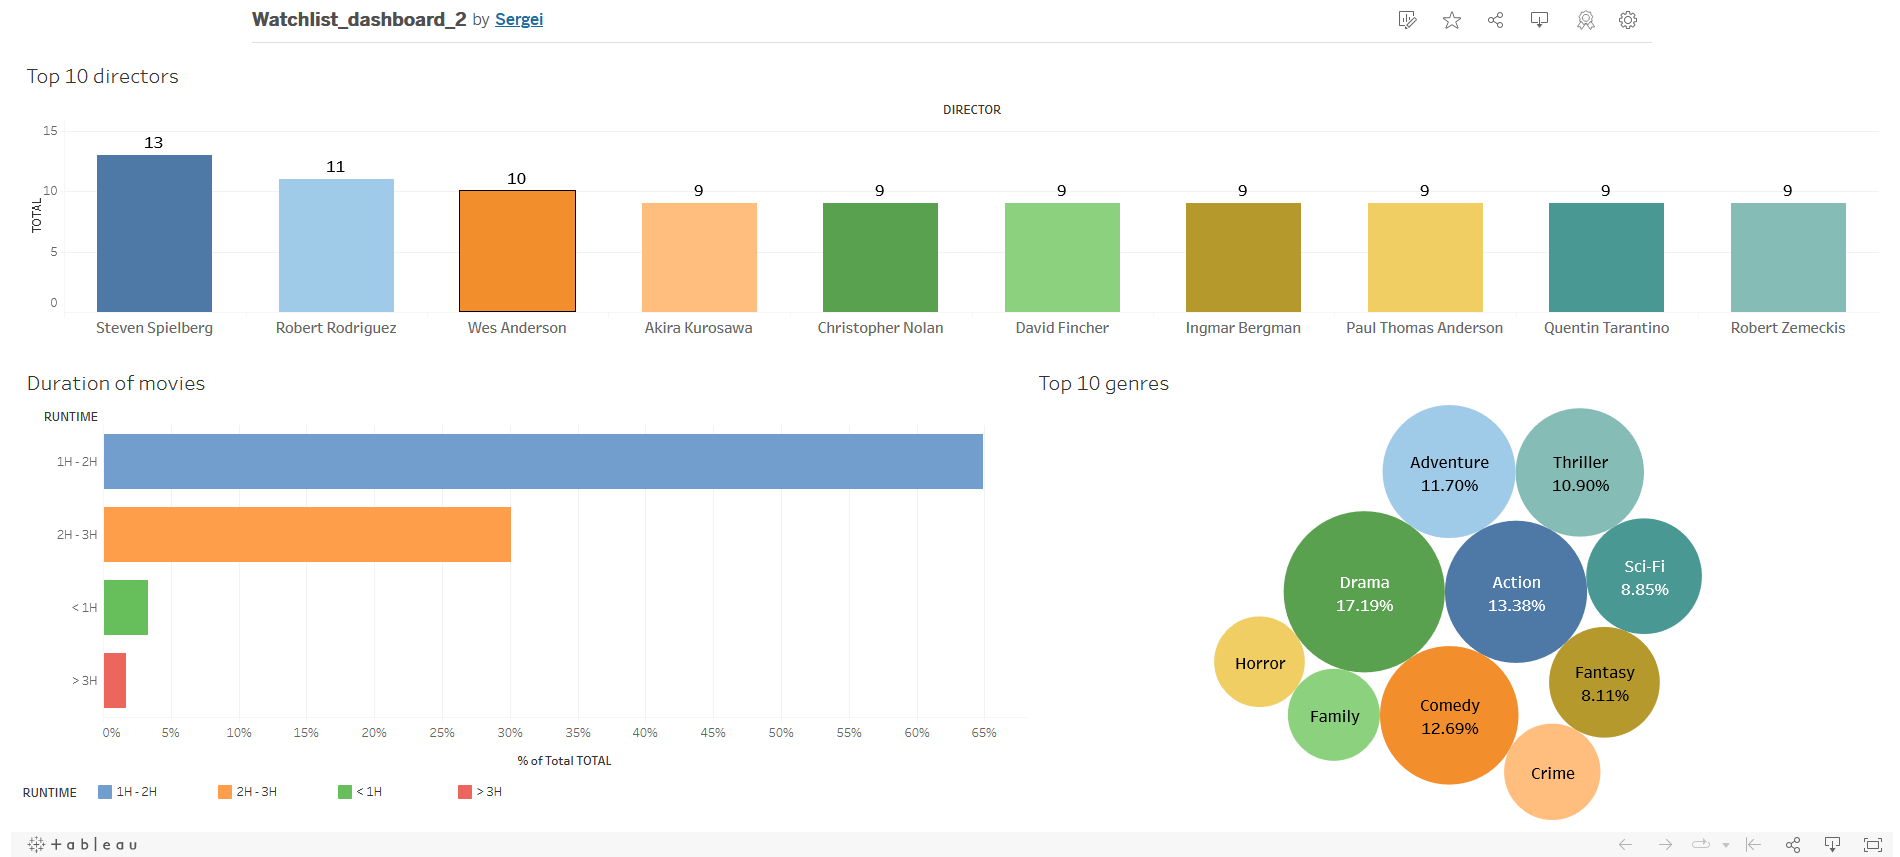 Watchlist_dashboard_2 by Sergei
Top 10 directors
DIRECTOR
TOTAL
15
10
5
0
13
11
10
9
9
9
9
9
9
9
Steven Spielberg
Robert Rodriguez
Wes Anderson
Akira Kurosawa
Christopher Nolan
David Fincher
Ingmar Bergman
Paul Thomas Anderson
Quentin Tarantino
Robert Zemeckis
Duration of movies
RUNTIME
1H - 2H
2H - 3H
< 1H
> 3H
0% 5% 10% 15% 20% 25% 30% 35% 40% 45% 50% 55% 60% 65%
% of Total TOTAL
RUNTIME 1H - 2H 2H - 3H < 1H > 3H
Top 10 genres
Adventure
11.70%
Thriller
10.90%
Drama
17.19%
Action
13.38%
Sci-Fi
8.85%
Horror
Family
Comedy
12.69%
Fantasy
8.11%
Crime
+ableau